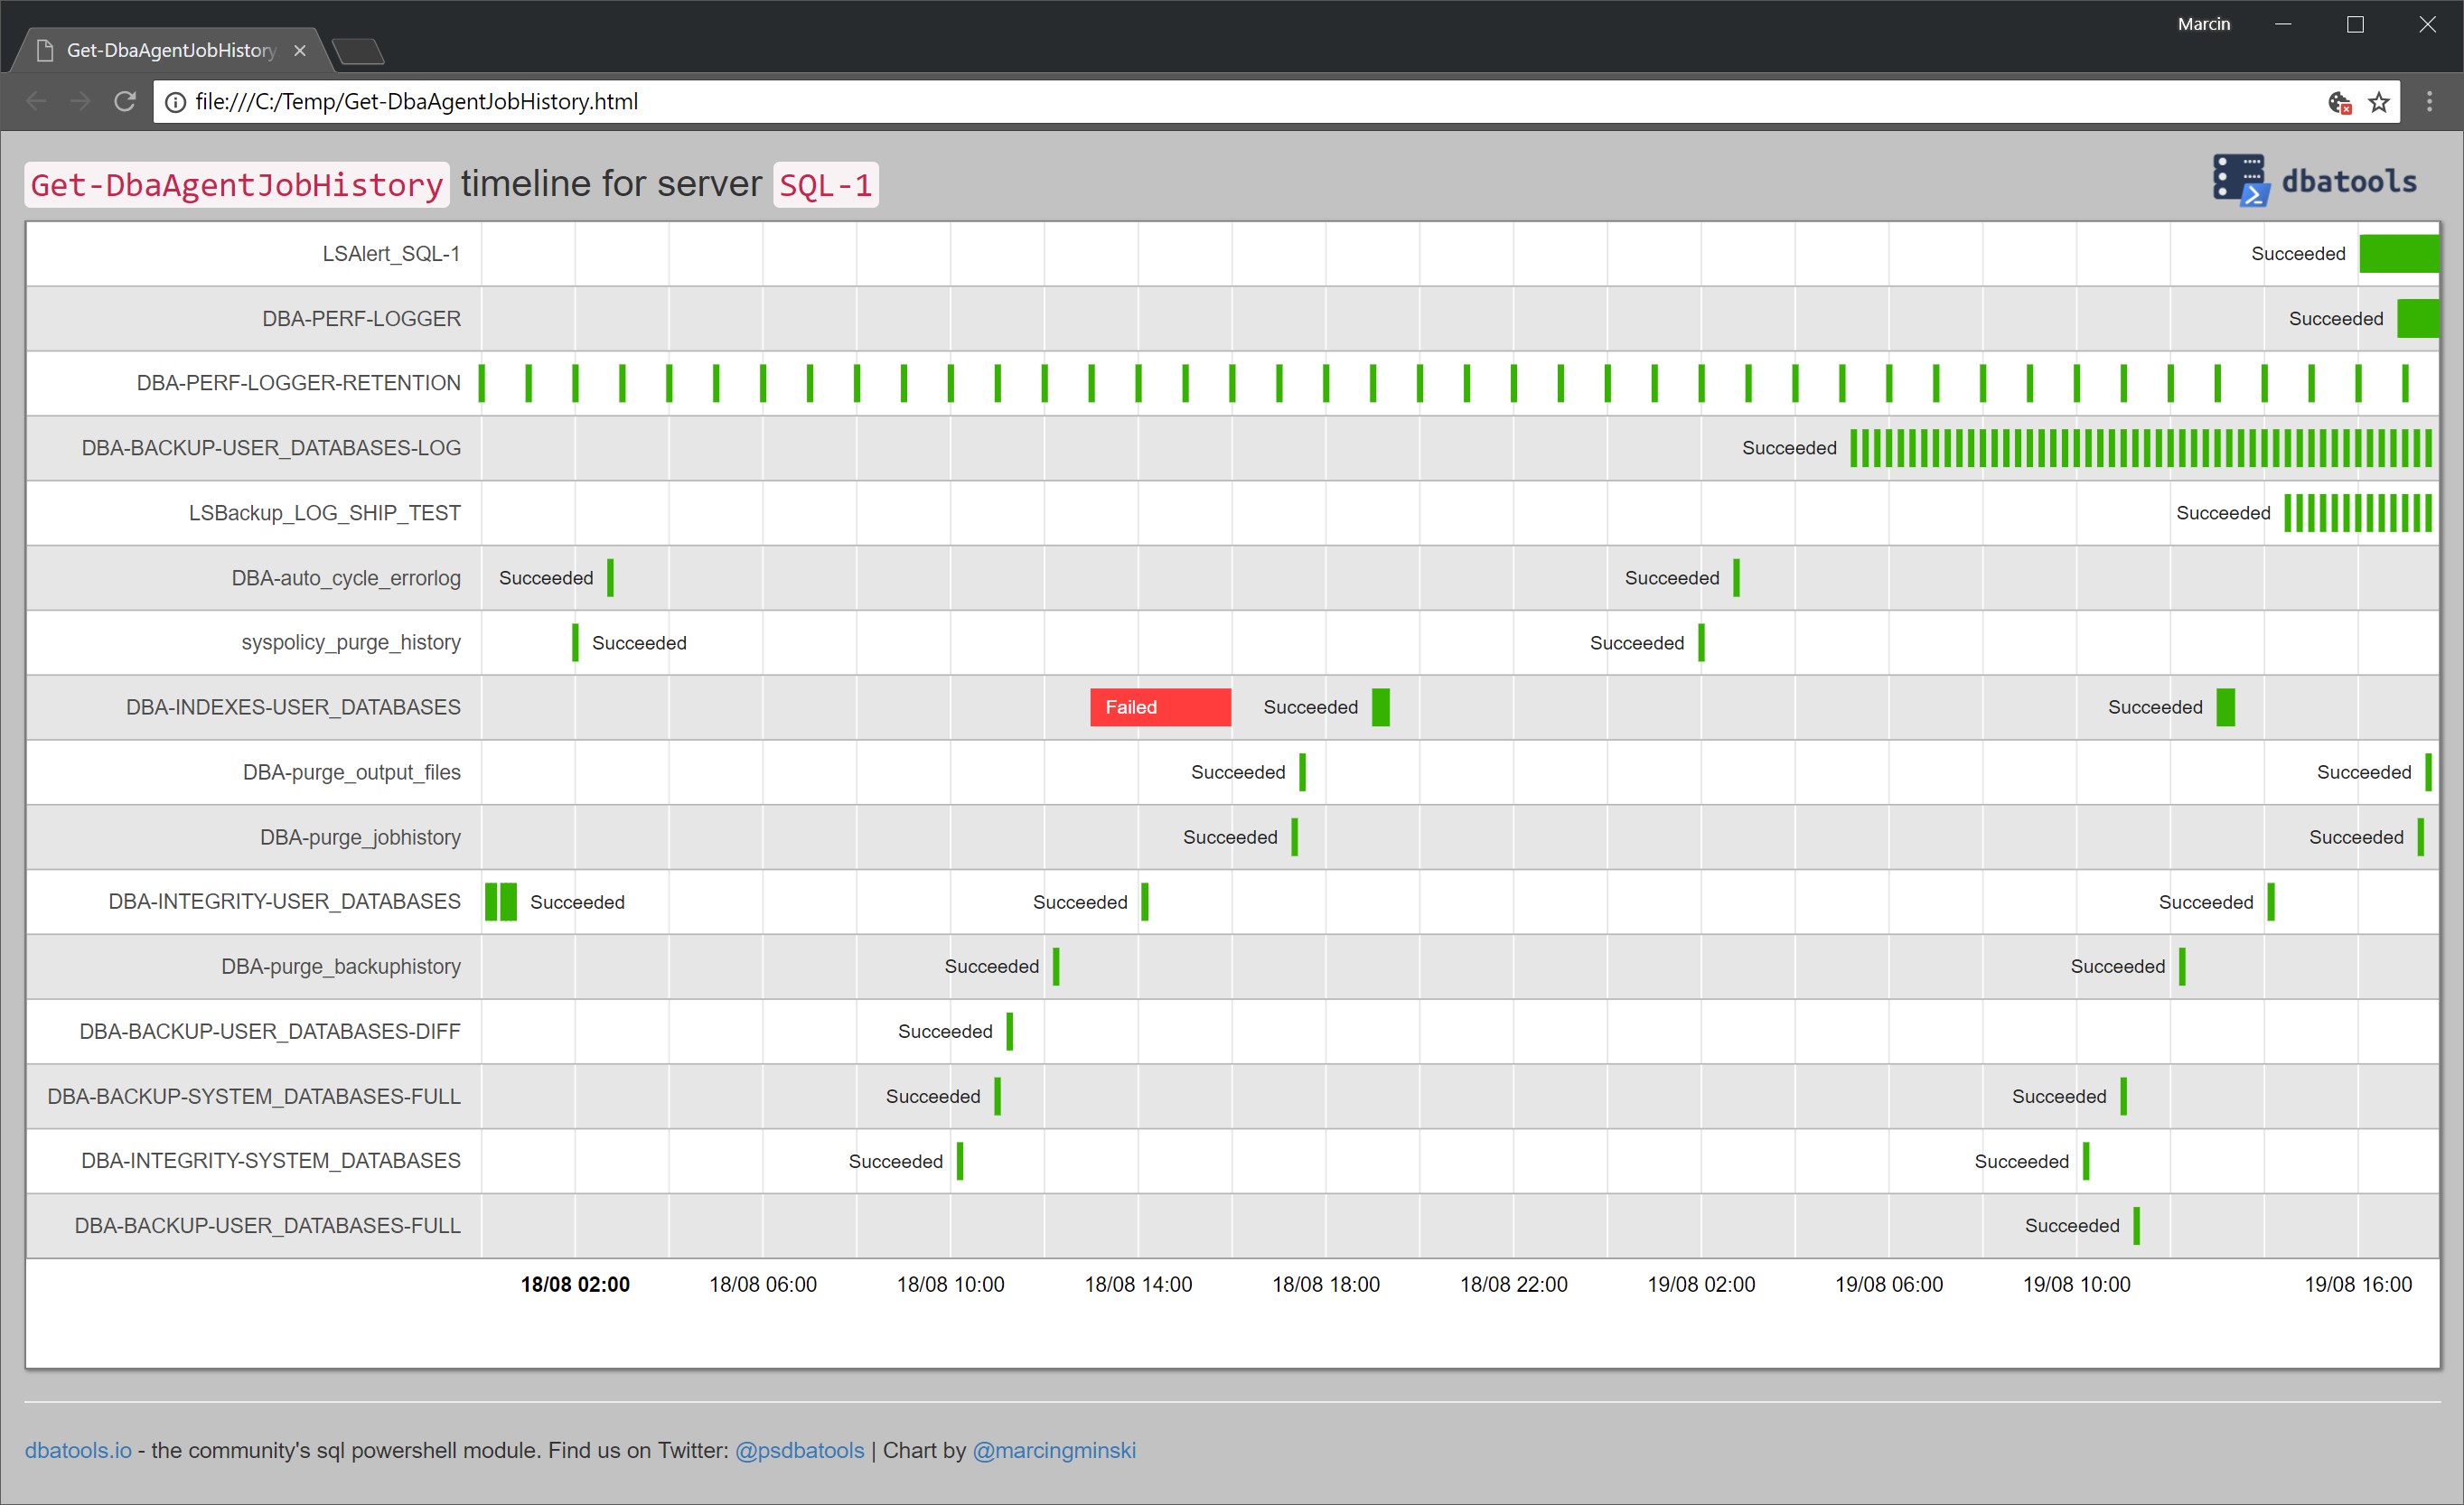 Marcin
Get-DbaAgentJobHistory
file:///C:/Temp/Get-DbaAgentJobHistory.html
Get-DbaAgentJobHistory timeline for server SQL-1
dbatools
LSAlert_SQL-1 Succeeded
DBA-PERF-LOGGER Succeeded
DBA-PERF-LOGGER-RETENTION
DBA-BACKUP-USER_DATABASES-LOG Succeeded
LSBackup_LOG_SHIP_TEST Succeeded
DBA-auto_cycle_errorlog Succeeded Succeeded
syspolicy_purge_history Succeeded Succeeded
DBA-INDEXES-USER_DATABASES Failed Succeeded Succeeded
DBA-purge_output_files Succeeded Succeeded
DBA-purge_jobhistory Succeeded Succeeded
DBA-INTEGRITY-USER_DATABASES Succeeded Succeeded Succeeded
DBA-purge_backuphistory Succeeded Succeeded
DBA-BACKUP-USER_DATABASES-DIFF Succeeded
DBA-BACKUP-SYSTEM_DATABASES-FULL Succeeded Succeeded
DBA-INTEGRITY-SYSTEM_DATABASES Succeeded Succeeded
DBA-BACKUP-USER_DATABASES-FULL Succeeded
18/08 02:00 18/08 06:00 18/08 10:00 18/08 14:00 18/08 18:00 18/08 22:00 19/08 02:00 19/08 06:00 19/08 10:00 19/08 16:00
dbatools.io - the community's sql powershell module. Find us on Twitter: @psdbatools | Chart by @marcingminski